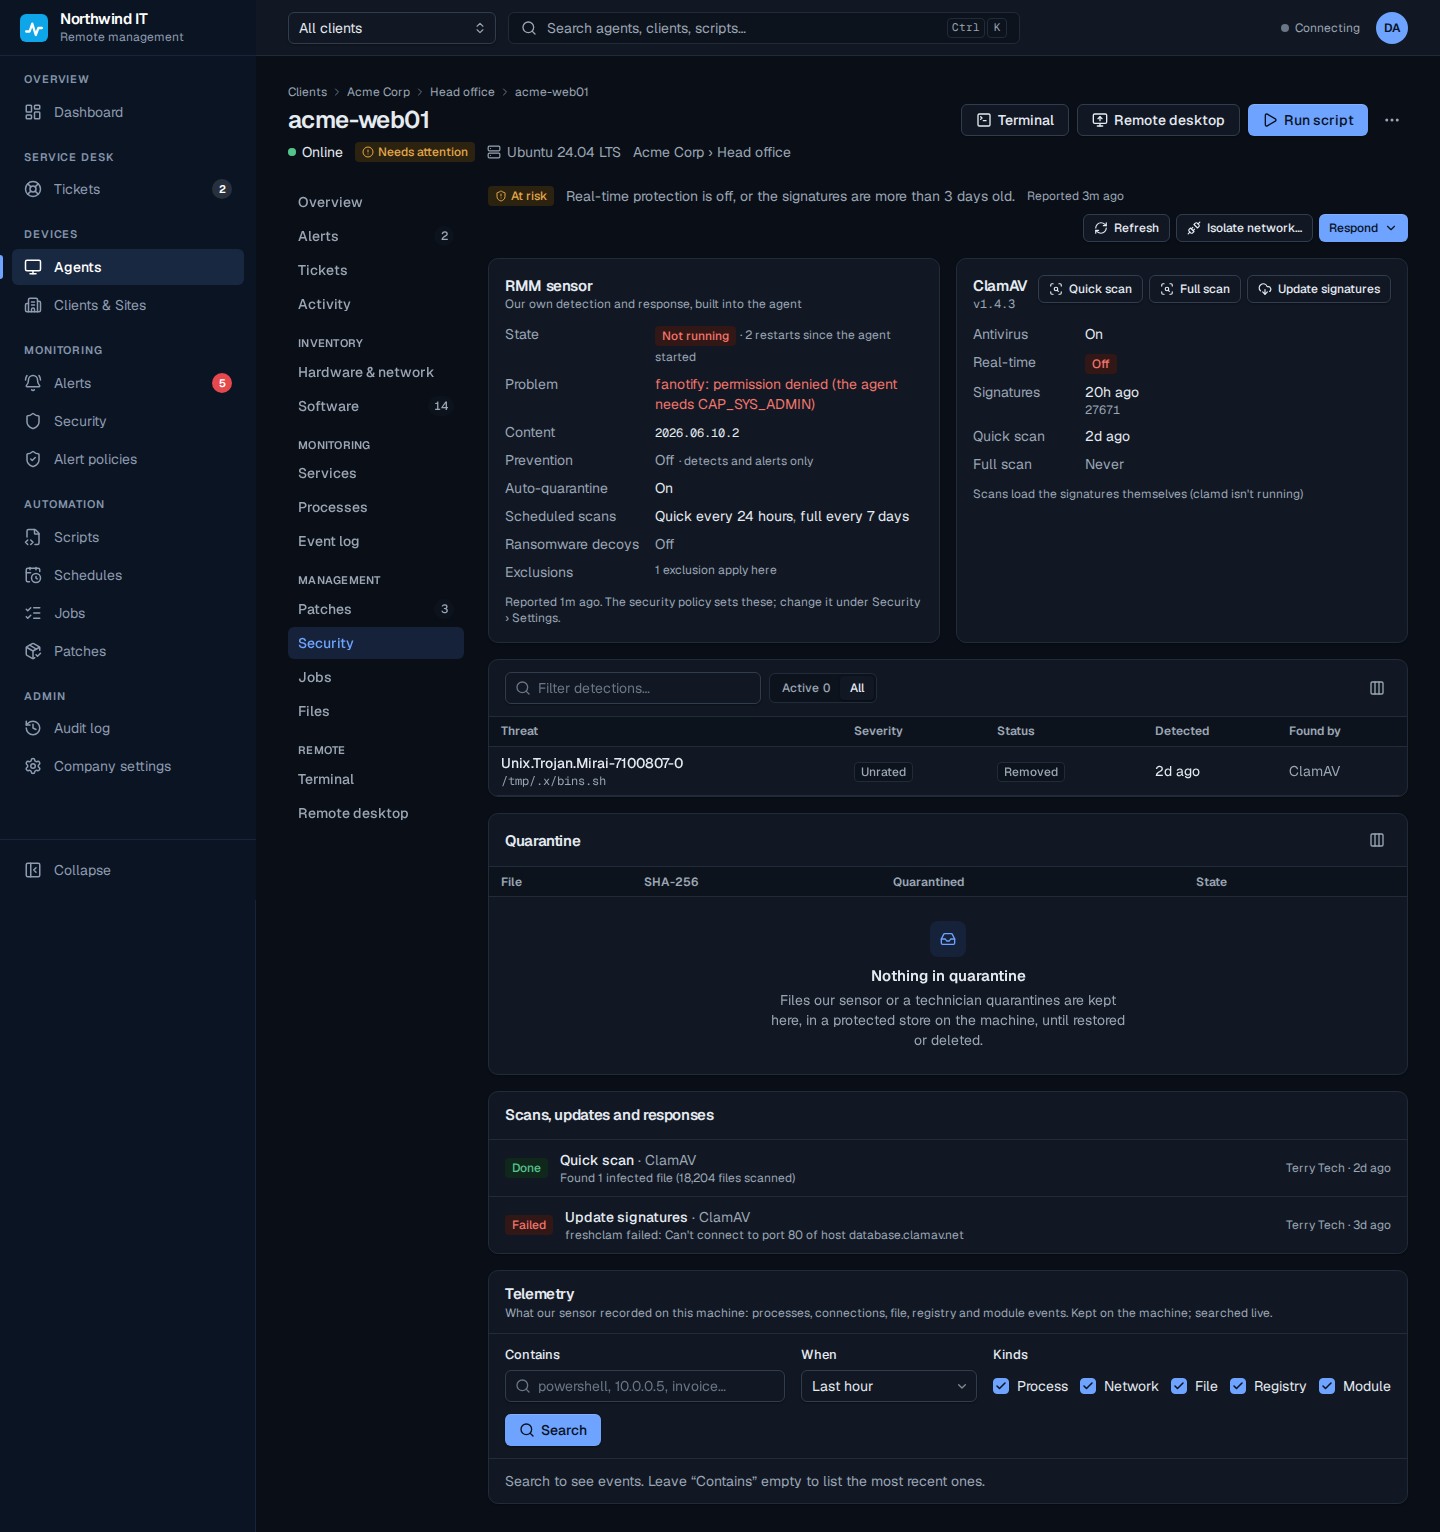 Northwind IT
Remote management
All clients
Search agents, clients, scripts...
Ctrl K
Connecting
DA
OVERVIEW
Dashboard
SERVICE DESK
Tickets 2
DEVICES
Agents
Clients & Sites
MONITORING
Alerts 5
Security
Alert policies
AUTOMATION
Scripts
Schedules
Jobs
Patches
ADMIN
Audit log
Company settings
Collapse
Clients > Acme Corp > Head office > acme-web01
acme-web01
Terminal
Remote desktop
Run script
Online
Needs attention
Ubuntu 24.04 LTS
Acme Corp › Head office
Overview
Alerts 2
Tickets
Activity
INVENTORY
Hardware & network
Software 14
MONITORING
Services
Processes
Event log
MANAGEMENT
Patches 3
Security
Jobs
Files
REMOTE
Terminal
Remote desktop
At risk
Real-time protection is off, or the signatures are more than 3 days old.
Reported 3m ago
Refresh
Isolate network...
Respond
RMM sensor
Our own detection and response, built into the agent
State Not running · 2 restarts since the agent
started
Problem fanotify: permission denied (the agent
needs CAP_SYS_ADMIN)
Content 2026.06.10.2
Prevention Off · detects and alerts only
Auto-quarantine On
Scheduled scans Quick every 24 hours, full every 7 days
Ransomware decoys Off
Exclusions 1 exclusion apply here
Reported 1m ago. The security policy sets these; change it under Security
› Settings.
ClamAV
v1.4.3
Quick scan
Full scan
Update signatures
Antivirus On
Real-time Off
Signatures 20h ago
27671
Quick scan 2d ago
Full scan Never
Scans load the signatures themselves (clamd isn't running)
Filter detections...
Active 0 All
Threat Severity Status Detected Found by
Unix.Trojan.Mirai-7100807-0
/tmp/.x/bins.sh
Unrated Removed 2d ago ClamAV
Quarantine
File SHA-256 Quarantined State
Nothing in quarantine
Files our sensor or a technician quarantines are kept
here, in a protected store on the machine, until restored
or deleted.
Scans, updates and responses
Done Quick scan · ClamAV
Found 1 infected file (18,204 files scanned)
Terry Tech · 2d ago
Failed Update signatures · ClamAV
freshclam failed: Can't connect to port 80 of host database.clamav.net
Terry Tech · 3d ago
Telemetry
What our sensor recorded on this machine: processes, connections, file, registry and module events. Kept on the machine; searched live.
Contains When Kinds
powershell, 10.0.0.5, invoice...
Last hour
Process Network File Registry Module
Search
Search to see events. Leave “Contains” empty to list the most recent ones.